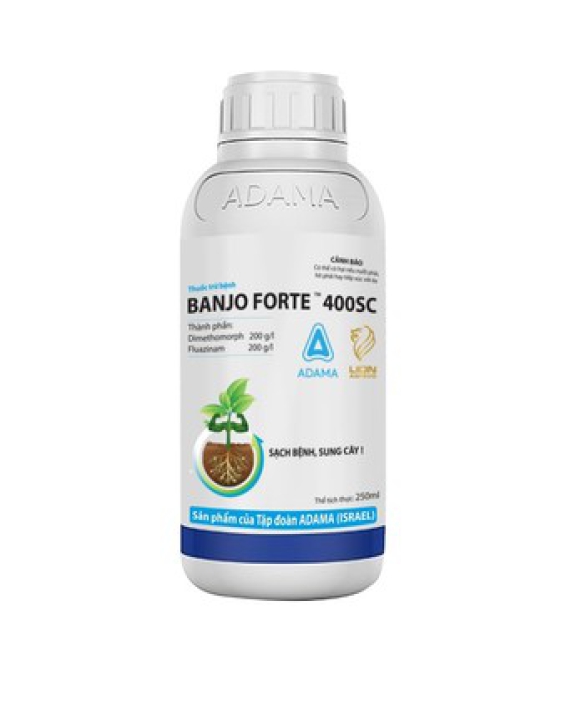 ADAMA
CẢNH BÁO
Thuốc trừ bệnh
BANJO FORTE™ 400SC
Thành phần:
Dimethomorph 200 g/l
Fluazinam 200 g/l
ADAMA
SẠCH BỆNH, SUNG CÂY !
Thể tích thực: 250ml
Sản phẩm của Tập đoàn ADAMA (ISRAEL)